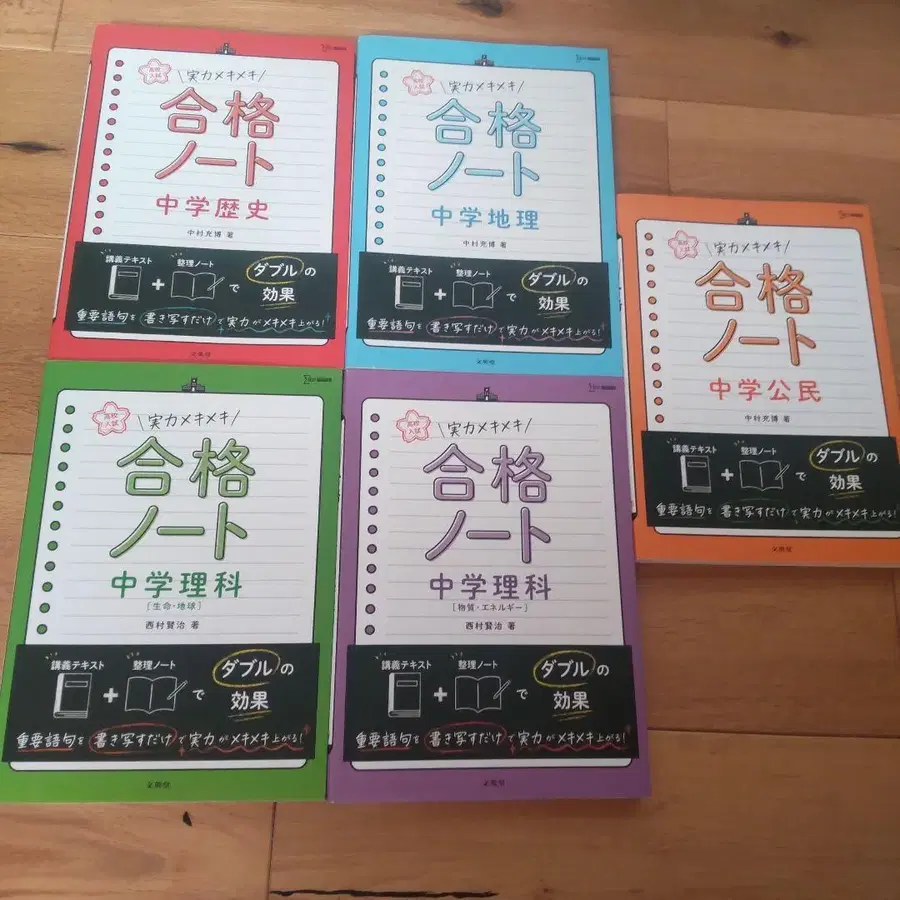 高校
入試
実力メキメキ
合格
ノート
中学歴史
中村充博 著
講義テキスト + 整理ノート で ダブルの
効果
重要語句を書き写すだけで実力がメキメキ上がる!
文英堂
高校
入試
実力メキメキ
合格
ノート
中学地理
中村充博 著
講義テキスト + 整理ノート で ダブルの
効果
重要語句を書き写すだけで実力がメキメキ上がる!
文英堂
高校
入試
実力メキメキ
合格
ノート
中学公民
中村充博 著
講義テキスト + 整理ノート で ダブルの
効果
重要語句を書き写すだけで実力がメキメキ上がる!
文英堂
高校
入試
実力メキメキ
合格
ノート
中学理科
[生命・地球]
西村賢治 著
講義テキスト + 整理ノート で ダブルの
効果
重要語句を書き写すだけで実力がメキメキ上がる!
文英堂
高校
入試
実力メキメキ
合格
ノート
中学理科
[物質・エネルギー]
西村賢治 著
講義テキスト + 整理ノート で ダブルの
効果
重要語句を書き写すだけで実力がメキメキ上がる!
文英堂